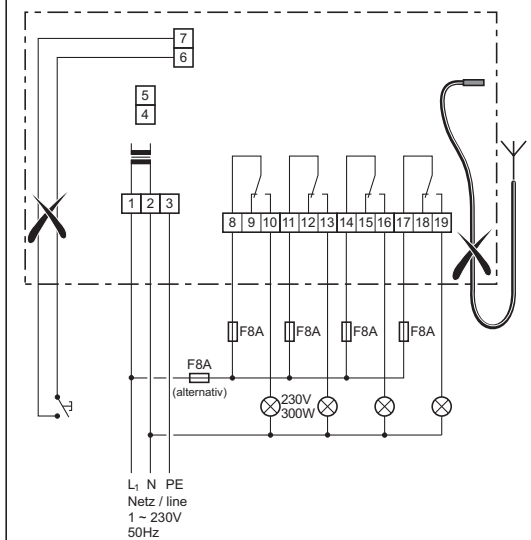 7
6
5
4
1 2 3
8 9 10 11 12 13 14 15 16 17 18 19
F8A F8A F8A F8A
F8A
(alternativ)
230V
300W
L₁ N PE
Netz / line
1 ~ 230V
50Hz